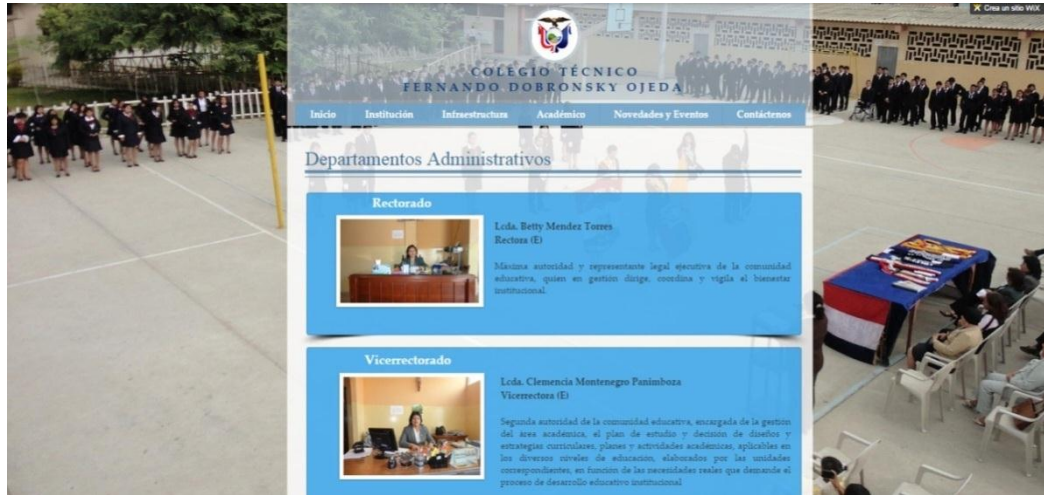 Crea un sitio WiX
COLEGIO TÉCNICO
FERNANDO DOBRONSKY OJEDA
Inicio Institución Infraestructura Académico Novedades y Eventos Contáctenos
Departamentos Administrativos
Rectorado
Lcda. Betty Mendez Torres
Rectora (E)
Máxima autoridad y representante legal ejecutiva de la comunidad
educativa, quien en gestión dirige, coordina y vigila el bienestar
institucional.
Vicerrectorado
Lcda. Clemencia Montenegro Panimboza
Vicerrectora (E)
Segunda autoridad de la comunidad educativa, encargada de la gestión
del área académica, el plan de estudio y decisión de diseños y
estrategias curriculares, planes y actividades académicas, aplicables en
los diversos niveles de educación, elaborados por las unidades
correspondientes, en función de las necesidades reales que demande el
proceso de desarrollo educativo institucional